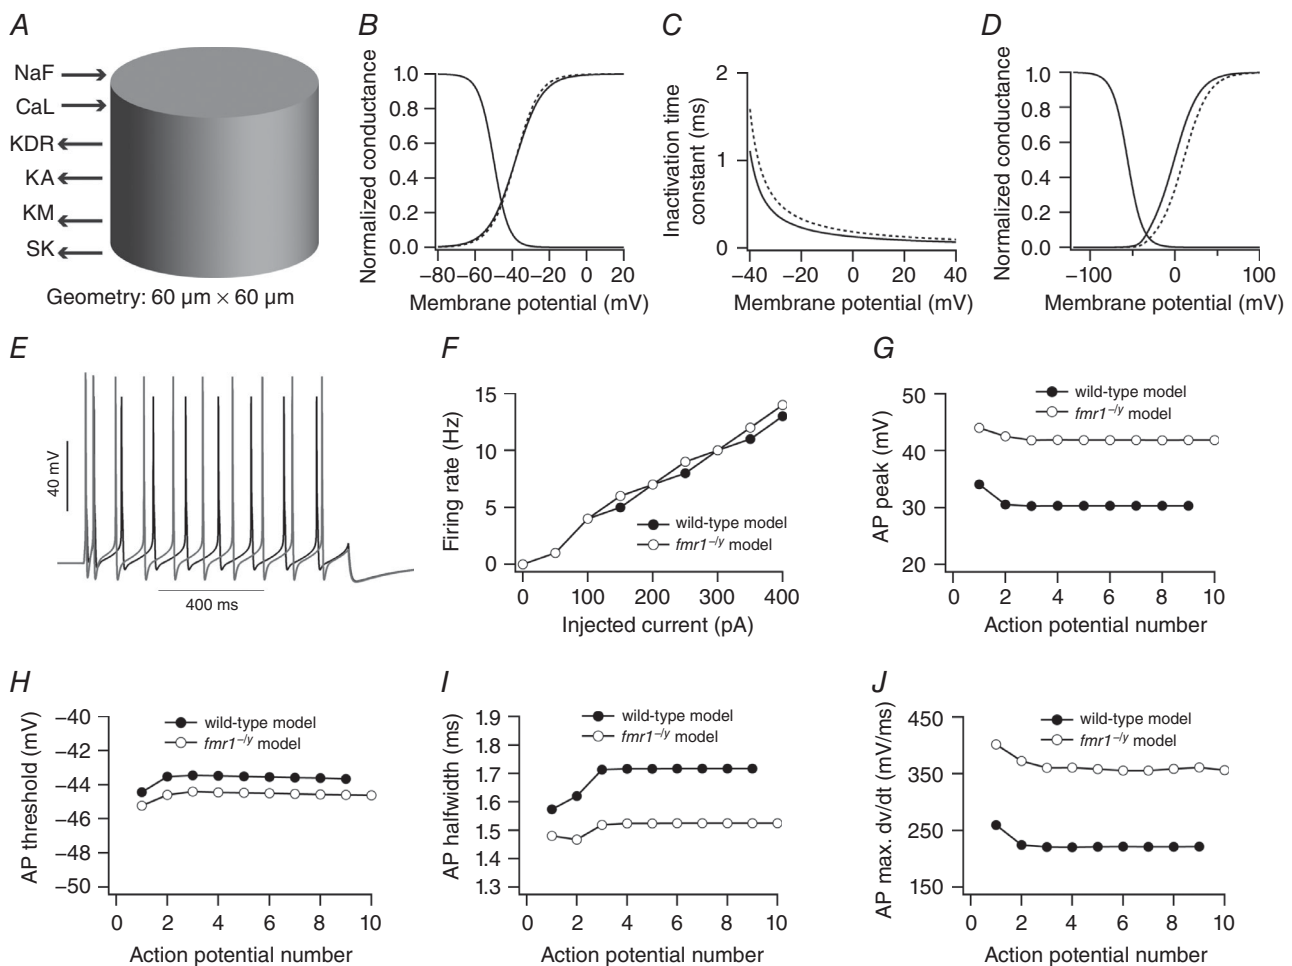 A
NaF
CaL
KDR
KA
KM
SK
Geometry: 60 µm × 60 µm
B
Normalized conductance
1.0
0.8
0.6
0.4
0.2
0.0
−80 −60 −40 −20 0 20
Membrane potential (mV)
C
Inactivation time
constant (ms)
2
1
0
−40 −20 0 20 40
Membrane potential (mV)
D
Normalized conductance
1.0
0.8
0.6
0.4
0.2
0.0
−100 0 100
Membrane potential (mV)
E
40 mV
400 ms
F
Firing rate (Hz)
15
10
5
0
wild-type model
fmr1−/y model
0 100 200 300 400
Injected current (pA)
G
AP peak (mV)
50
40
30
20
wild-type model
fmr1−/y model
0 2 4 6 8 10
Action potential number
H
AP threshold (mV)
−40
−42
−44
−46
−48
−50
wild-type model
fmr1−/y model
0 2 4 6 8 10
Action potential number
I
AP halfwidth (ms)
1.9
1.8
1.7
1.6
1.5
1.4
1.3
wild-type model
fmr1−/y model
0 2 4 6 8 10
Action potential number
J
AP max. dv/dt (mV/ms)
450
350
250
150
wild-type model
fmr1−/y model
0 2 4 6 8 10
Action potential number